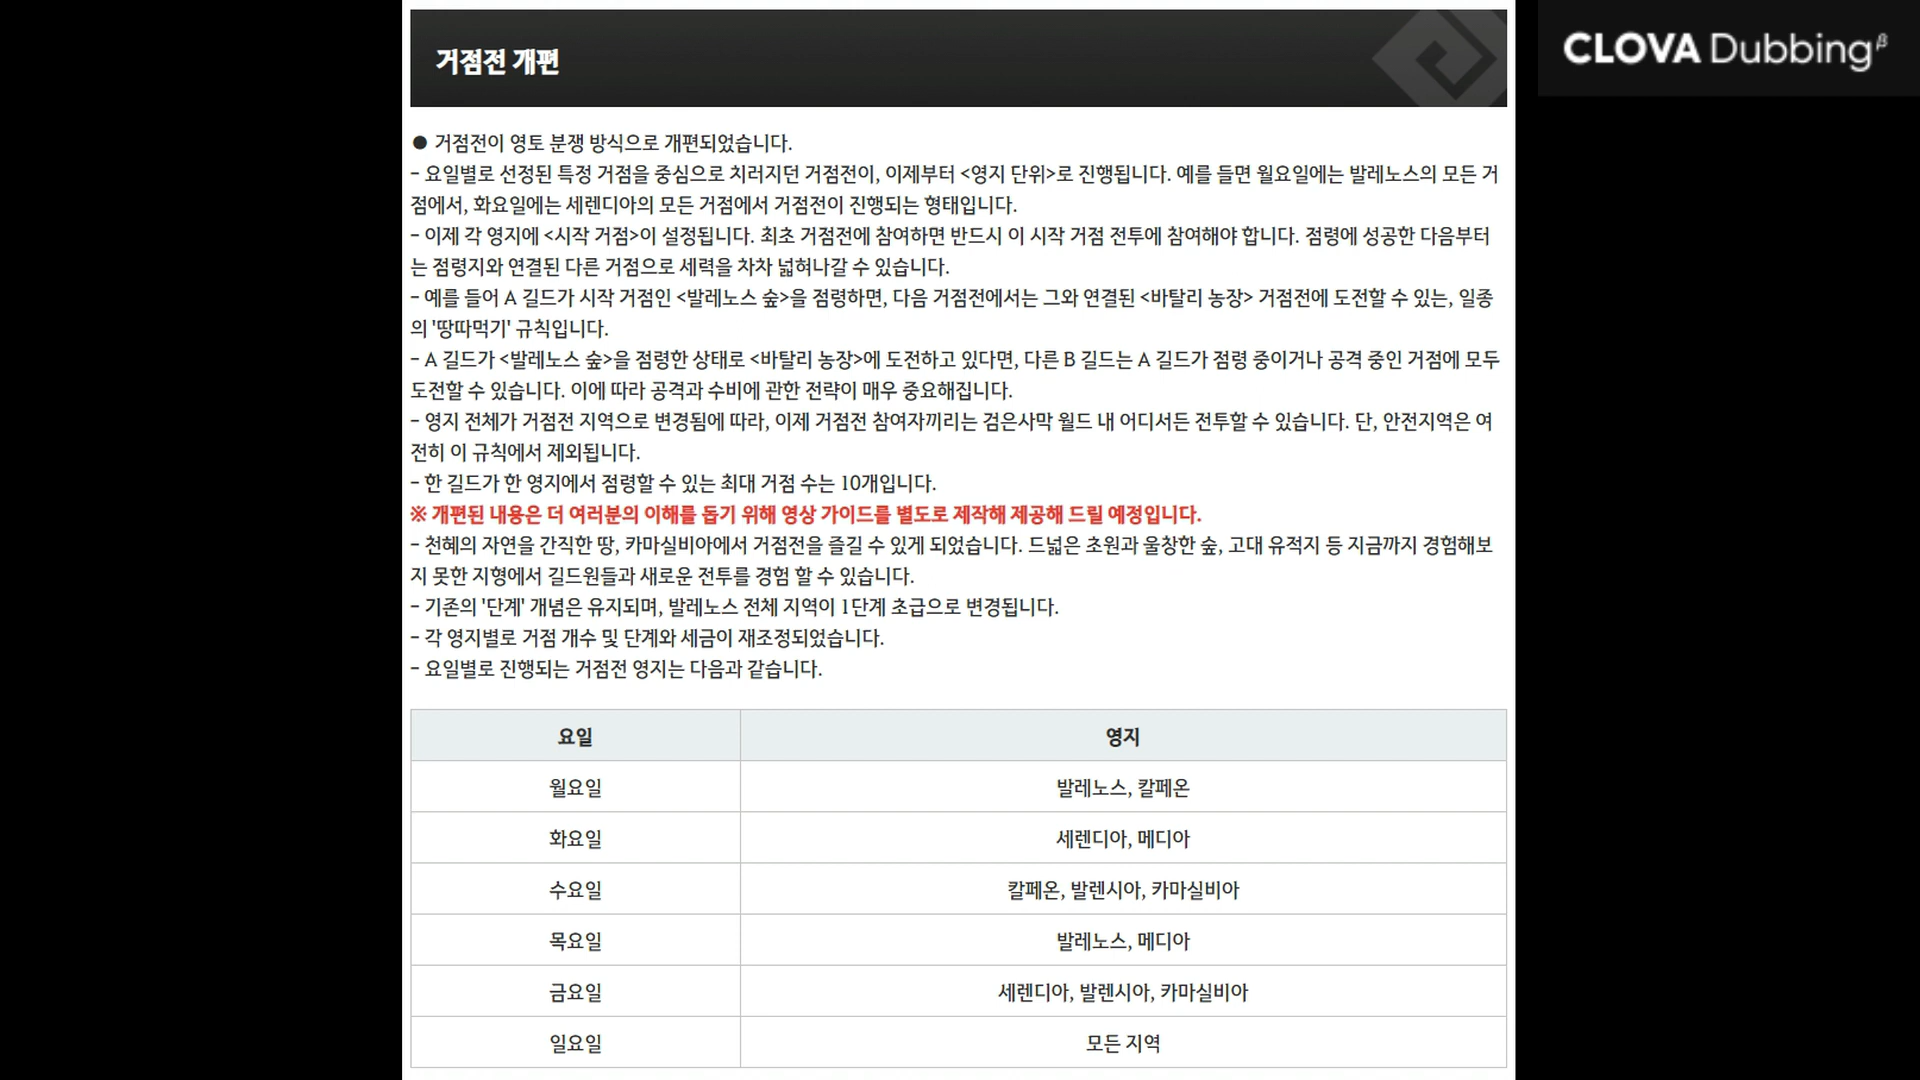 거점전 개편
CLOVA Dubbing β
● 거점전이 영토 분쟁 방식으로 개편되었습니다.
- 요일별로 선정된 특정 거점을 중심으로 치러지던 거점전이, 이제부터 <영지 단위>로 진행됩니다. 예를 들면 월요일에는 발레노스의 모든 거
점에서, 화요일에는 세렌디아의 모든 거점에서 거점전이 진행되는 형태입니다.
- 이제 각 영지에 <시작 거점>이 설정됩니다. 최초 거점전에 참여하면 반드시 이 시작 거점 전투에 참여해야 합니다. 점령에 성공한 다음부터
는 점령지와 연결된 다른 거점으로 세력을 차차 넓혀나갈 수 있습니다.
- 예를 들어 A 길드가 시작 거점인 <발레노스 숲>을 점령하면, 다음 거점전에서는 그와 연결된 <바탈리 농장> 거점전에 도전할 수 있는, 일종
의 '땅따먹기' 규칙입니다.
- A 길드가 <발레노스 숲>을 점령한 상태로 <바탈리 농장>에 도전하고 있다면, 다른 B 길드는 A 길드가 점령 중이거나 공격 중인 거점에 모두
도전할 수 있습니다. 이에 따라 공격과 수비에 관한 전략이 매우 중요해집니다.
- 영지 전체가 거점전 지역으로 변경됨에 따라, 이제 거점전 참여자끼리는 검은사막 월드 내 어디서든 전투할 수 있습니다. 단, 안전지역은 여
전히 이 규칙에서 제외됩니다.
- 한 길드가 한 영지에서 점령할 수 있는 최대 거점 수는 10개입니다.
※ 개편된 내용은 더 여러분의 이해를 돕기 위해 영상 가이드를 별도로 제작해 제공해 드릴 예정입니다.
- 천혜의 자연을 간직한 땅, 카마실비아에서 거점전을 즐길 수 있게 되었습니다. 드넓은 초원과 울창한 숲, 고대 유적지 등 지금까지 경험해보
지 못한 지형에서 길드원들과 새로운 전투를 경험 할 수 있습니다.
- 기존의 '단계' 개념은 유지되며, 발레노스 전체 지역이 1단계 초급으로 변경됩니다.
- 각 영지별로 거점 개수 및 단계와 세금이 재조정되었습니다.
- 요일별로 진행되는 거점전 영지는 다음과 같습니다.
요일 영지
월요일 발레노스, 칼페온
화요일 세렌디아, 메디아
수요일 칼페온, 발렌시아, 카마실비아
목요일 발레노스, 메디아
금요일 세렌디아, 발렌시아, 카마실비아
일요일 모든 지역